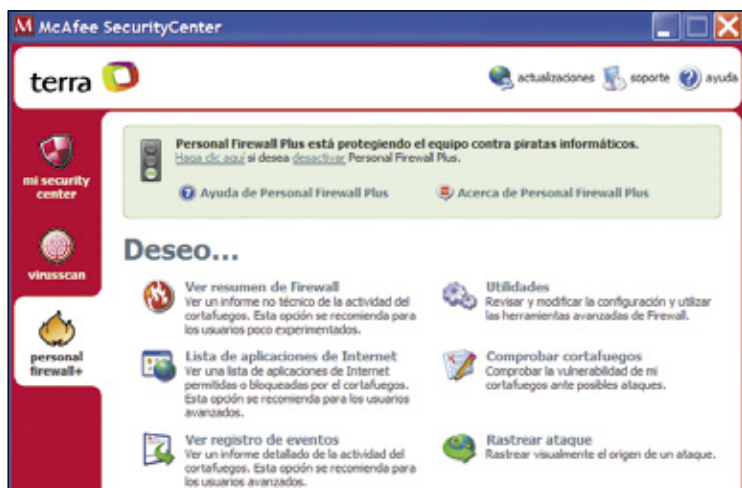 McAfee SecurityCenter
terra
actualizaciones
soporte
ayuda
mi security
center
virusscan
personal
firewall+
Personal Firewall Plus está protegiendo el equipo contra piratas informáticos.
Haga clic aquí si desea desactivar Personal Firewall Plus.
Ayuda de Personal Firewall Plus
Acerca de Personal Firewall Plus
Deseo...
Ver resumen de Firewall
Ver un informe no técnico de la actividad del
cortafuegos. Esta opción se recomienda para
los usuarios poco experimentados.
Utilidades
Revisar y modificar la configuración y utilizar
las herramientas avanzadas de Firewall.
Lista de aplicaciones de Internet
Ver una lista de aplicaciones de Internet
permitidas o bloqueadas por el cortafuegos.
Esta opción se recomienda para los usuarios
avanzados.
Comprobar cortafuegos
Comprobar la vulnerabilidad de mi
cortafuegos ante posibles ataques.
Ver registro de eventos
Ver un informe detallado de la actividad del
cortafuegos. Esta opción se recomienda para
los usuarios avanzados.
Rastrear ataque
Rastrear visualmente el origen de un ataque.